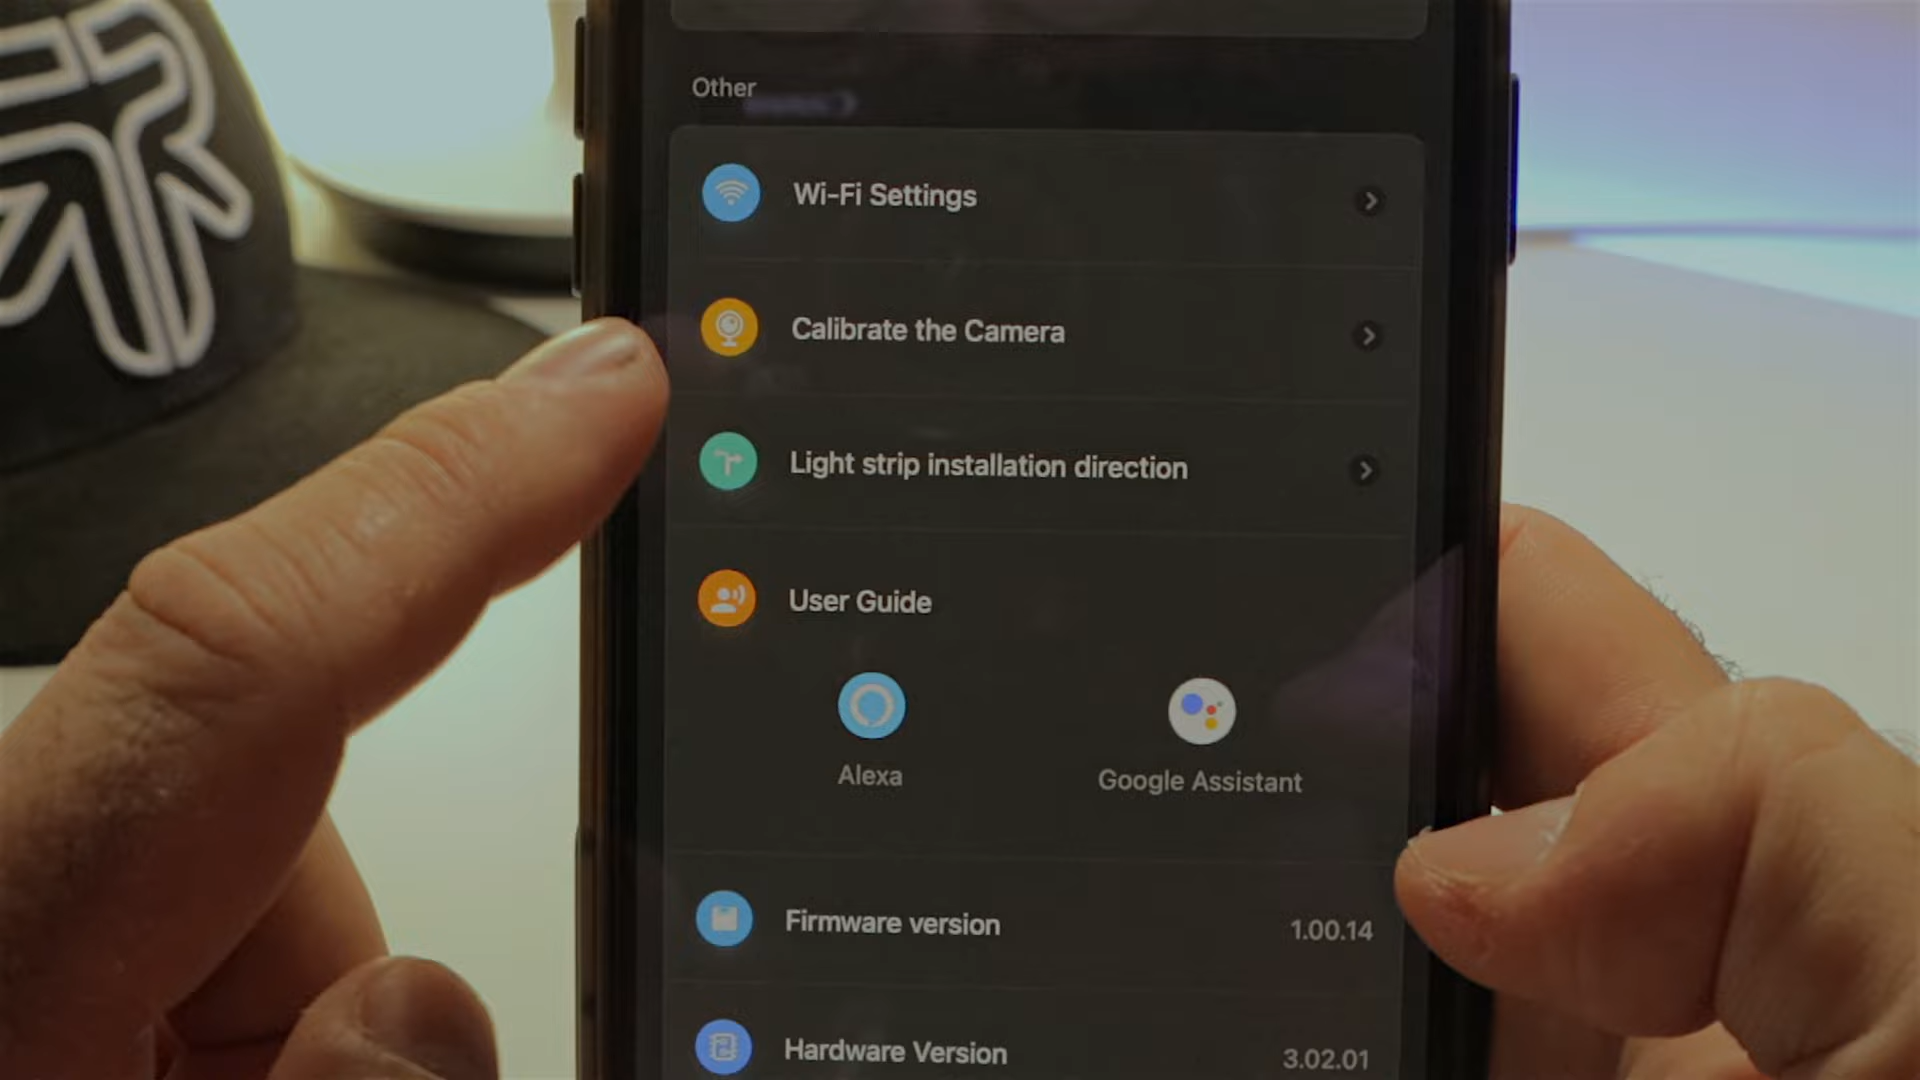 Other
Wi-Fi Settings
Calibrate the Camera
Light strip installation direction
User Guide
Alexa
Google Assistant
Firmware version
1.00.14
Hardware Version
3.02.01